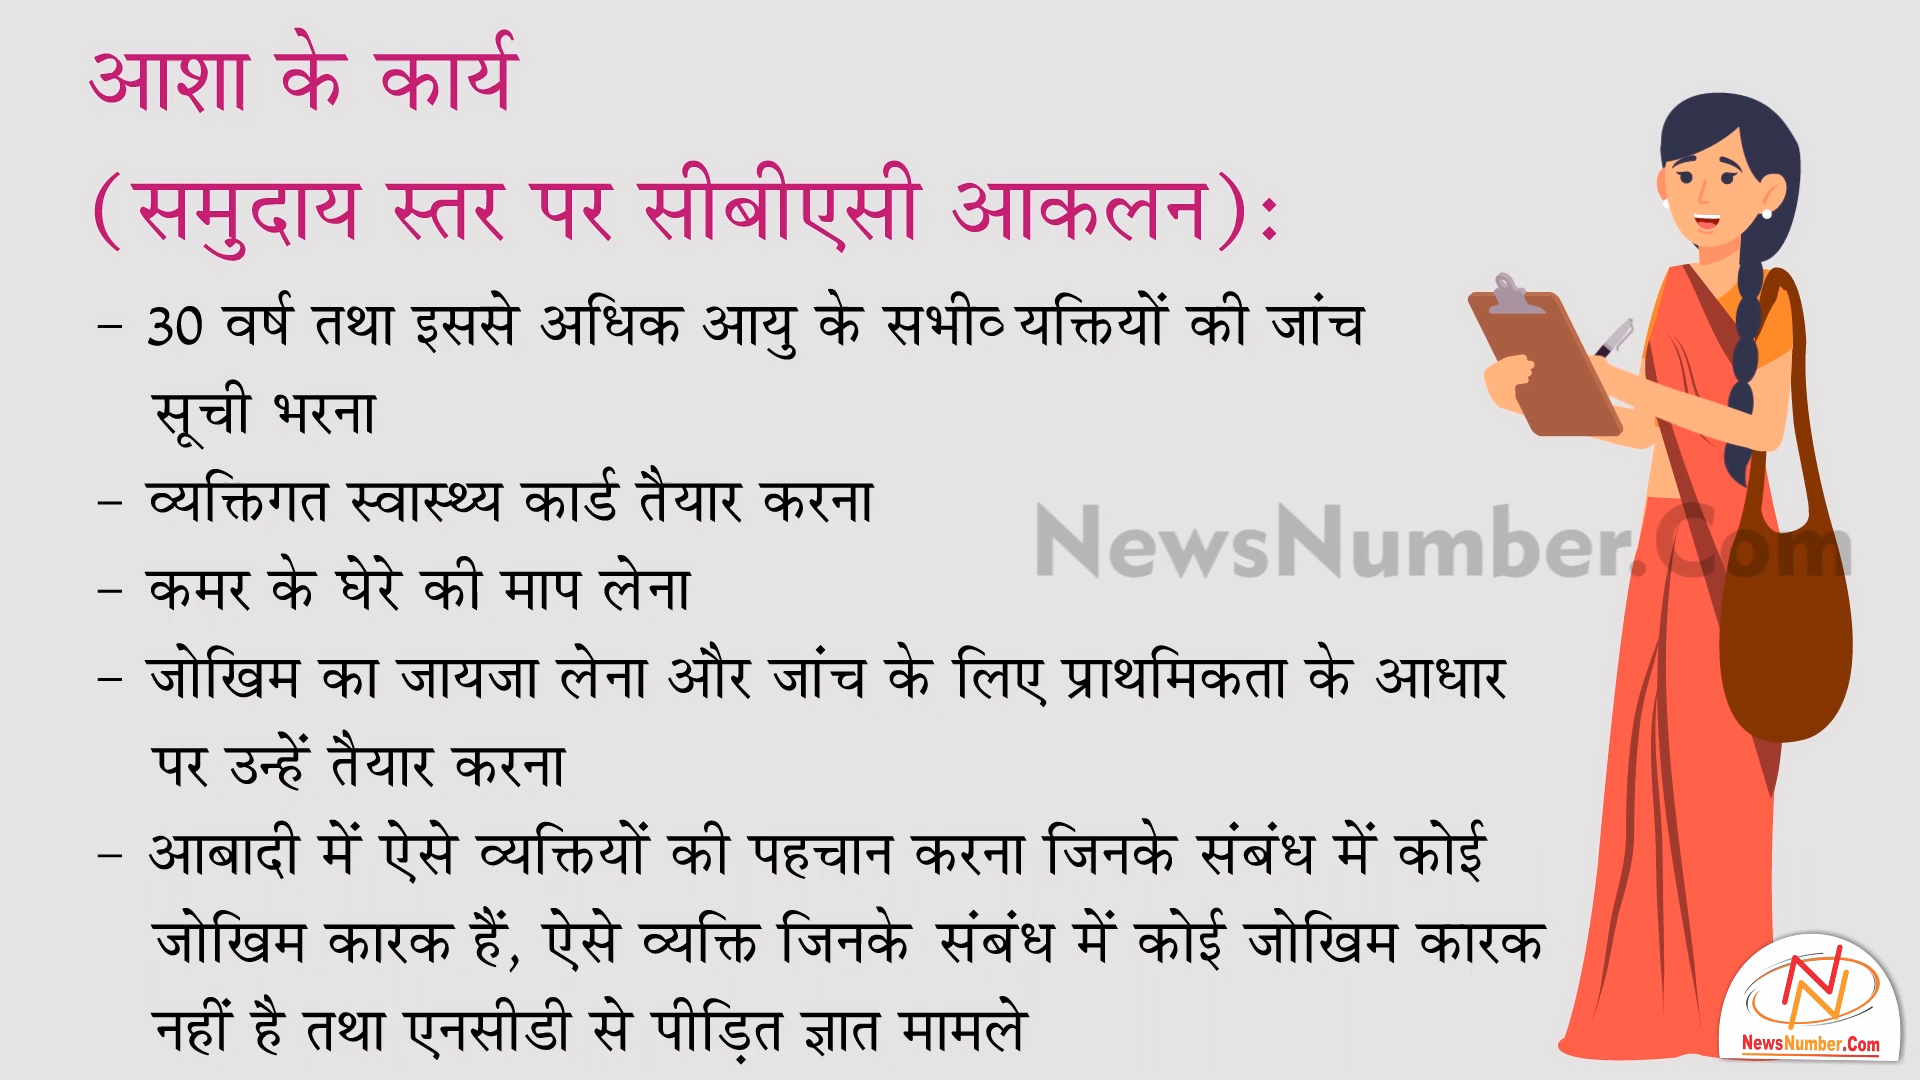 आशा के कार्य
(समुदाय स्तर पर सीबीएसी आकलन):
- 30 वर्ष तथा इससे अधिक आयु के सभीव यक्तियों की जांच
सूची भरना
- व्यक्तिगत स्वास्थ्य कार्ड तैयार करना
- कमर के घेरे की माप लेना
- जोखिम का जायजा लेना और जांच के लिए प्राथमिकता के आधार
पर उन्हें तैयार करना
- आबादी में ऐसे व्यक्तियों की पहचान करना जिनके संबंध में कोई
जोखिम कारक हैं, ऐसे व्यक्ति जिनके संबंध में कोई जोखिम कारक
नहीं है तथा एनसीडी से पीड़ित ज्ञात मामले
NewsNumber.Com
NewsNumber.Com